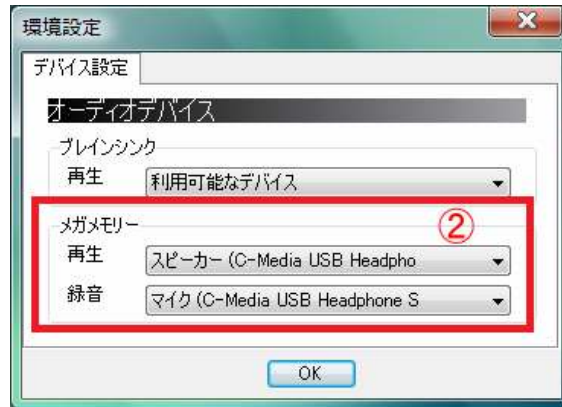 環境設定
デバイス設定
オーディオデバイス
ブレインシンク
再生 利用可能なデバイス
メガメモリー
②
再生 スピーカー (C-Media USB Headpho
録音 マイク (C-Media USB Headphone S
OK